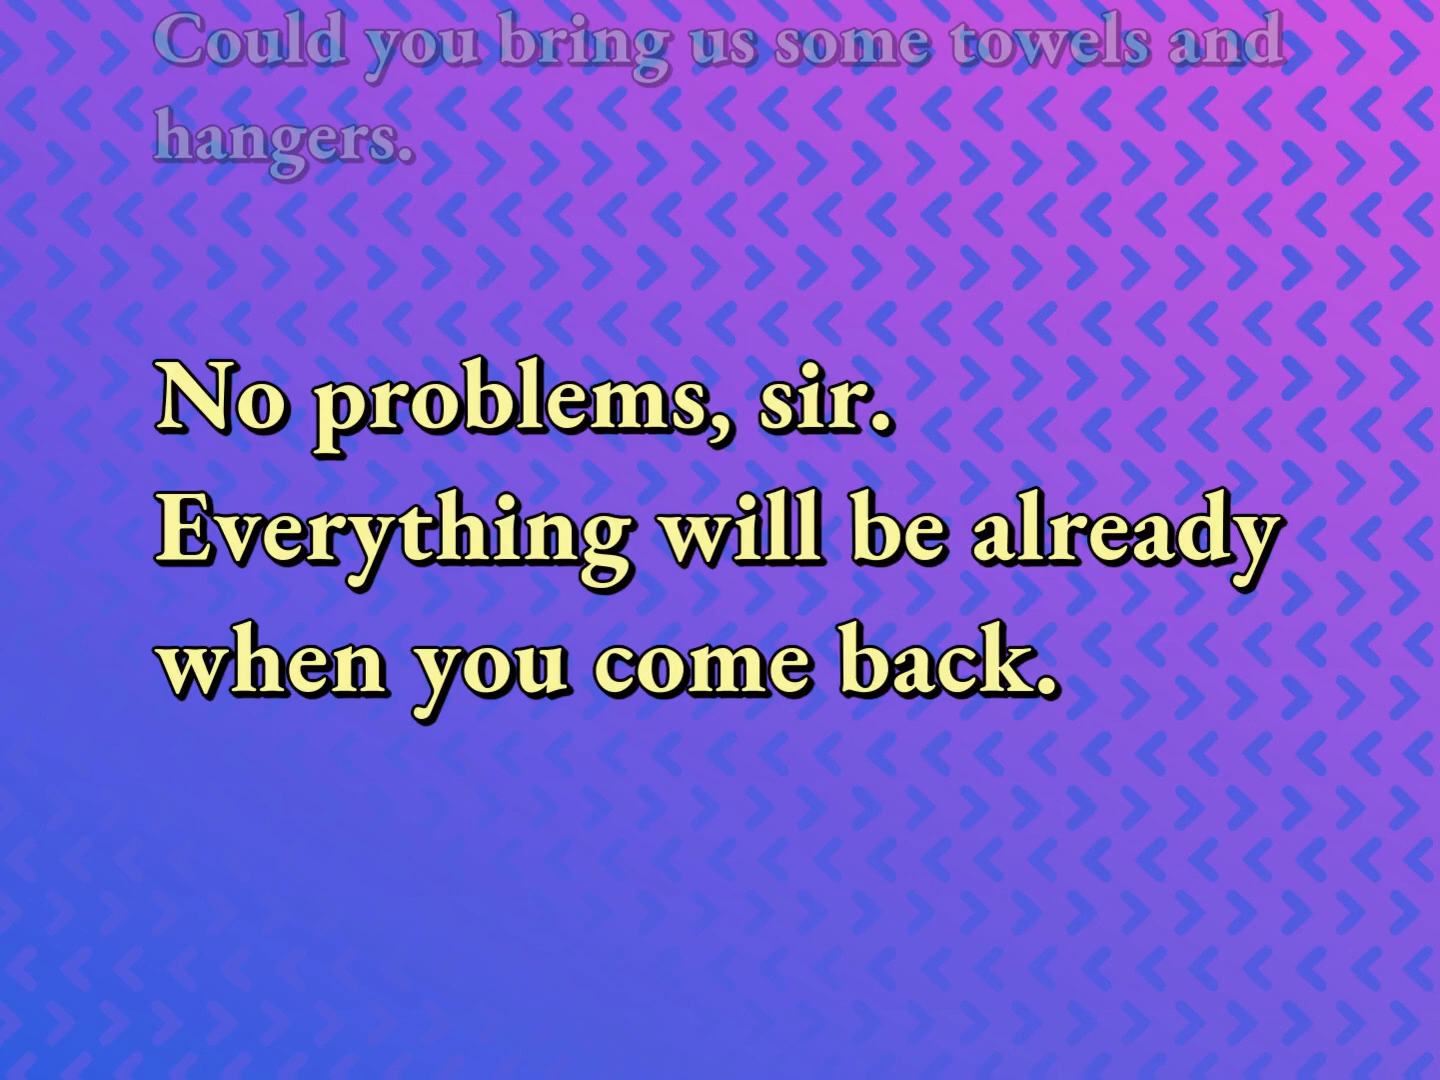 Could you bring us some towels and
hangers.
No problems, sir.
Everything will be already
when you come back.